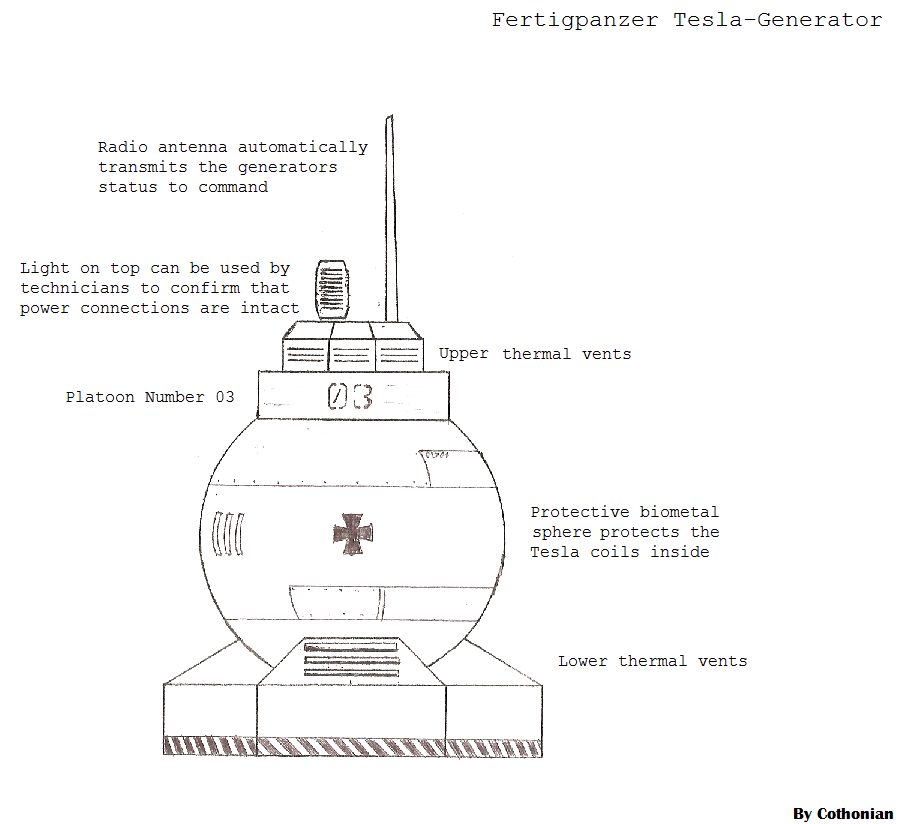 Fertigpanzer Tesla-Generator
Radio antenna automatically
transmits the generators
status to command
Light on top can be used by
technicians to confirm that
power connections are intact
Upper thermal vents
Platoon Number 03
03
Protective biometal
sphere protects the
Tesla coils inside
Lower thermal vents
By Cothonian